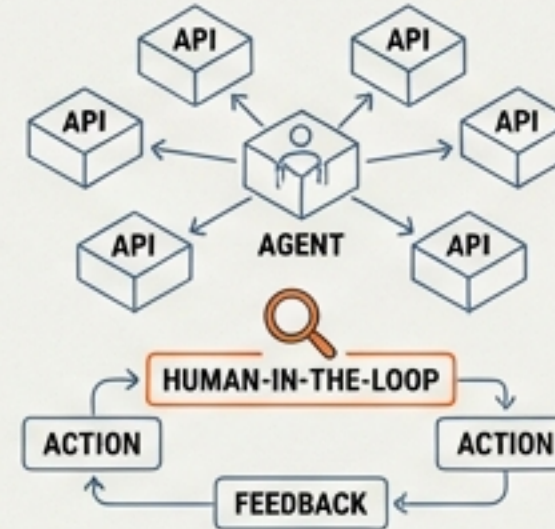 API
API
API
API
API
API
AGENT
HUMAN-IN-THE-LOOP
ACTION
ACTION
FEEDBACK